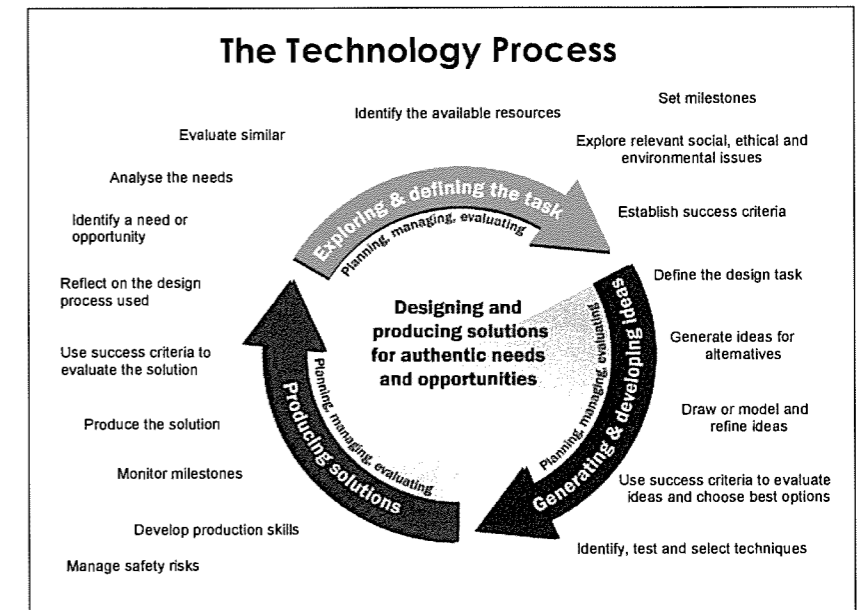 The Technology Process
Set milestones
Identify the available resources
Evaluate similar
Explore relevant social, ethical and
environmental issues
Analyse the needs
Establish success criteria
Identify a need or
opportunity
Exploring & defining the task
Planning, managing, evaluating
Define the design task
Reflect on the design
process used
Designing and
producing solutions
for authentic needs
and opportunities
Generate ideas for
alternatives
Use success criteria to
evaluate the solution
Draw or model and
refine ideas
Generating & developing ideas
Planning, managing, evaluating
Produce the solution
Producing solutions
Planning, managing, evaluating
Monitor milestones
Use success criteria to evaluate
ideas and choose best options
Develop production skills
Identify, test and select techniques
Manage safety risks